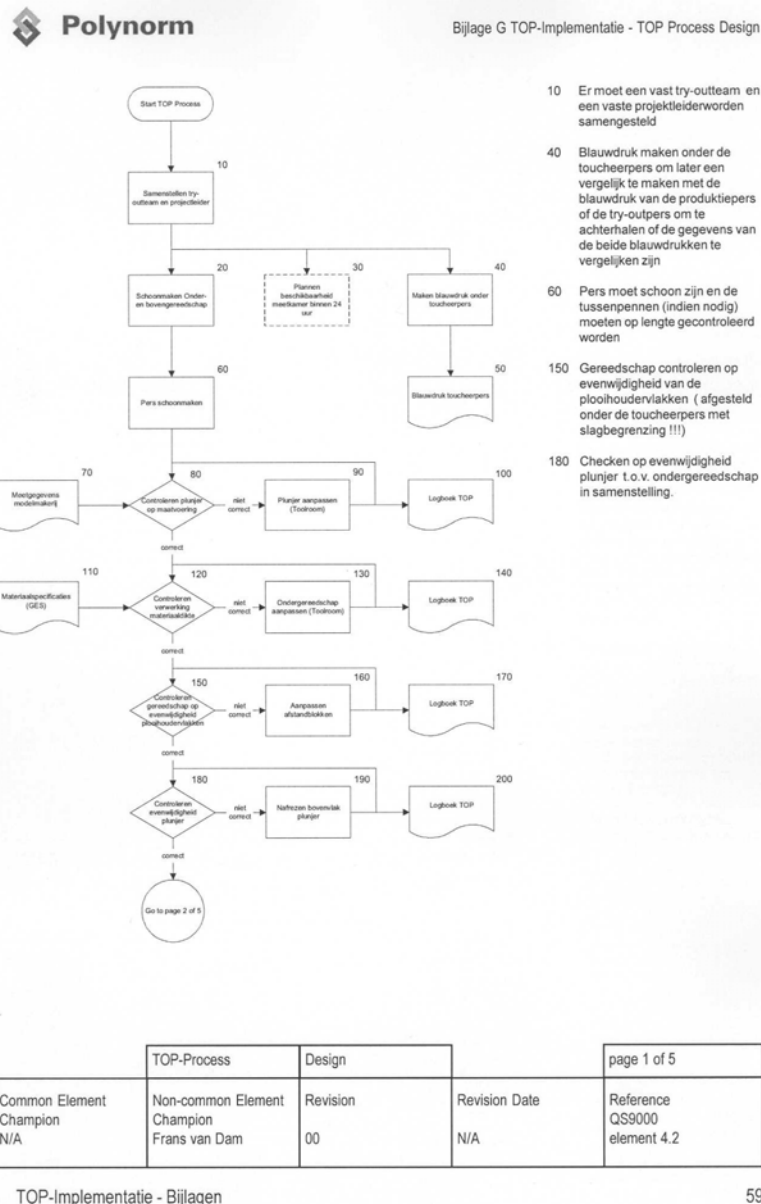 Polynorm
Bijlage G TOP-Implementatie - TOP Process Design
Start TOP Process
10
Samenstellen try-
outteam en projectleider
20
Schoonmaken Onder-
en bovengereedschap
30
Plannen
beschikbaarheid
meetkamer binnen 24
uur
40
Maken blauwdruk onder
toucheerpers
50
Blauwdruk toucheerpers
60
Pers schoonmaken
70
Meetgegevens
modelmakerij
80
Controleren plunjer
op maatvoering
niet
correct
90
Plunjer aanpassen
(Toolroom)
100
Logboek TOP
correct
110
Materiaalspecificaties
(GES)
120
Controleren
verwerking
materiaaldikte
niet
correct
130
Ondergereedschap
aanpassen (Toolroom)
140
Logboek TOP
correct
150
Controleren
gereedschap op
evenwijdigheid
plooihoudervlakken
niet
correct
160
Aanpassen
afstandblokken
170
Logboek TOP
correct
180
Controleren
evenwijdigheid
plunjer
niet
correct
190
Nafrezen bovenvlak
plunjer
200
Logboek TOP
correct
Go to page 2 of 5
10 Er moet een vast try-outteam en
een vaste projektleiderworden
samengesteld
40 Blauwdruk maken onder de
toucheerpers om later een
vergelijk te maken met de
blauwdruk van de produktiepers
of de try-outpers om te
achterhalen of de gegevens van
de beide blauwdrukken te
vergelijken zijn
60 Pers moet schoon zijn en de
tussenpennen (indien nodig)
moeten op lengte gecontroleerd
worden
150 Gereedschap controleren op
evenwijdigheid van de
plooihoudervlakken ( afgesteld
onder de toucheerpers met
slagbegrenzing !!!)
180 Checken op evenwijdigheid
plunjer t.o.v. ondergereedschap
in samenstelling.
TOP-Process
Design
page 1 of 5
Common Element
Champion
N/A
Non-common Element
Champion
Frans van Dam
Revision
00
Revision Date
N/A
Reference
QS9000
element 4.2
TOP-Implementatie - Bijlagen
59